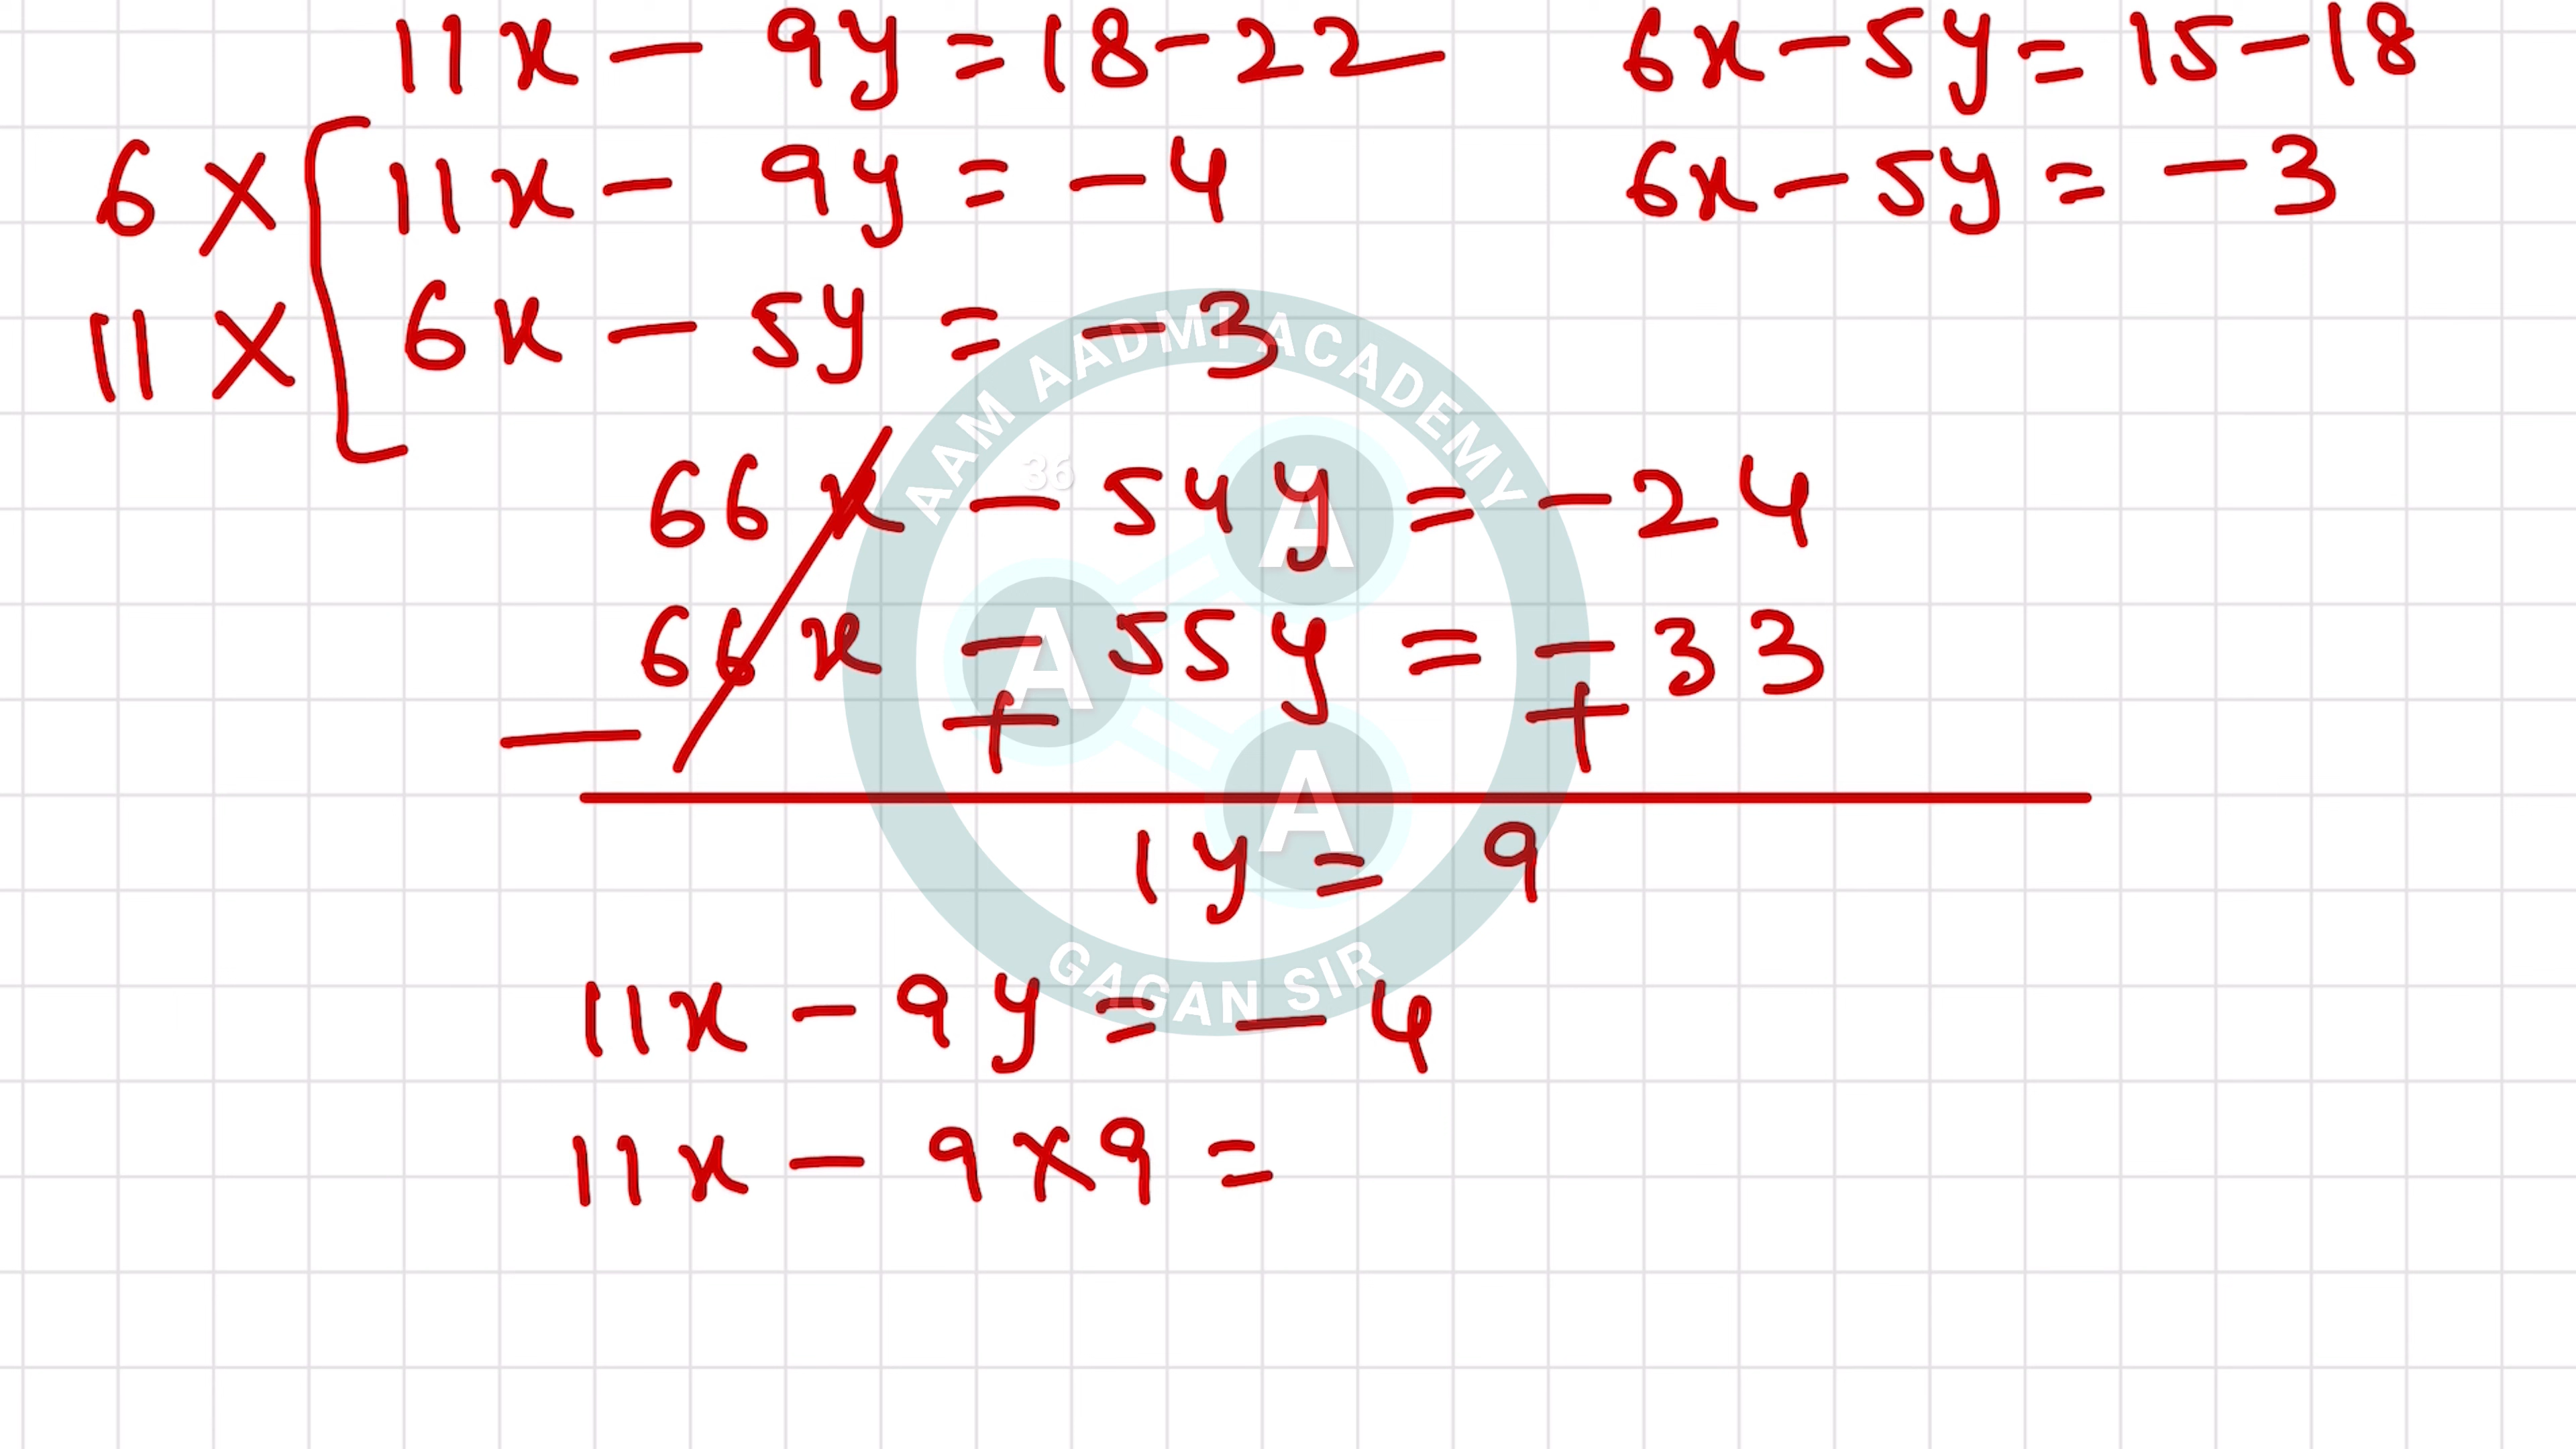 11x - 9y = 18 - 22
6x - 5y = 15 - 18
6 × [ 11x - 9y = -4
6x - 5y = -3
11 × [ 6x - 5y = -3
AAM AADMI ACADEMY
36
66x - 54y = -24
A
66x - 55y = -33
A
- + +
A
1y = 9
GAGAN SIR
11x - 9y = -4
11x - 9×9 =